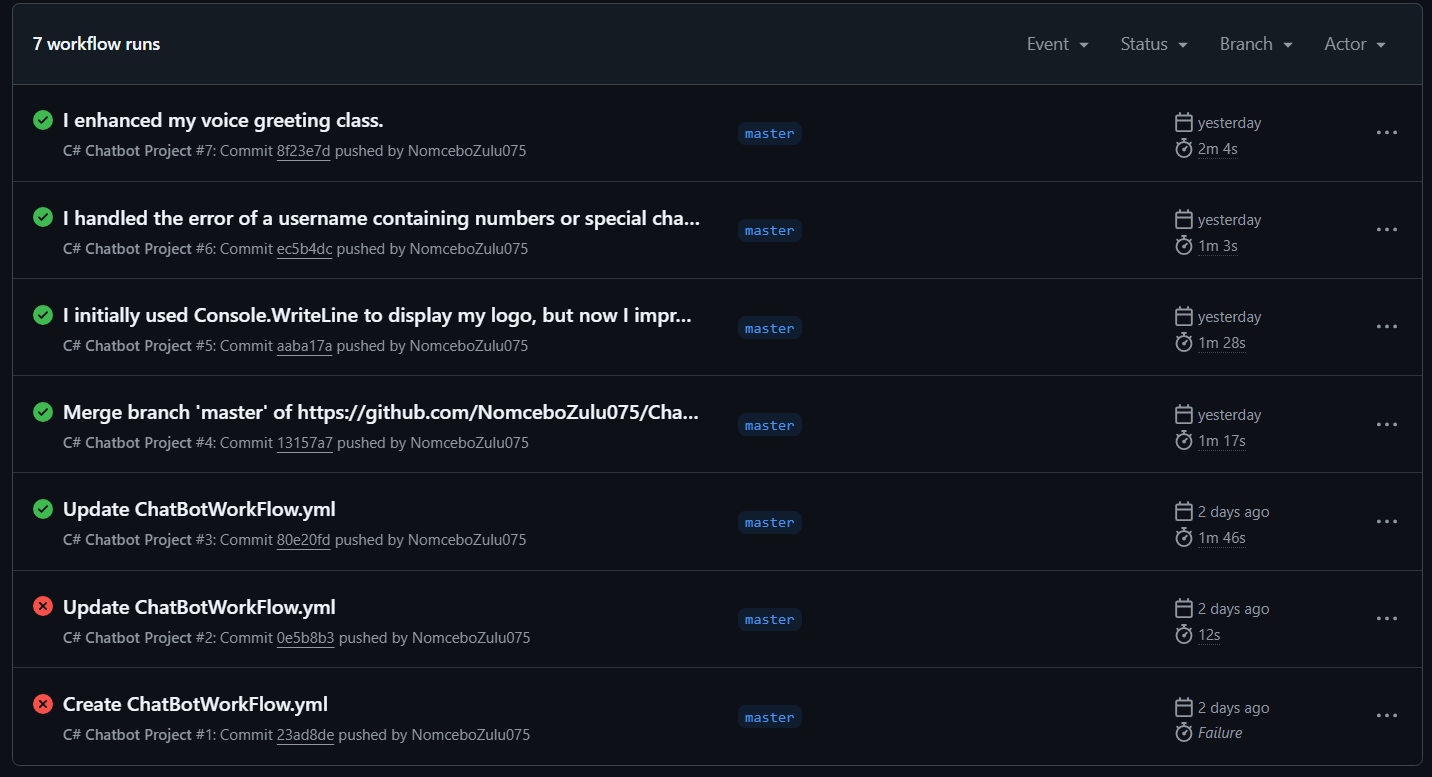 7 workflow runs
Event
Status
Branch
Actor
I enhanced my voice greeting class.
C# Chatbot Project #7: Commit 8f23e7d pushed by NomceboZulu075
master
yesterday
2m 4s
I handled the error of a username containing numbers or special cha...
C# Chatbot Project #6: Commit ec5b4dc pushed by NomceboZulu075
master
yesterday
1m 3s
I initially used Console.WriteLine to display my logo, but now I impr...
C# Chatbot Project #5: Commit aaba17a pushed by NomceboZulu075
master
yesterday
1m 28s
Merge branch 'master' of https://github.com/NomceboZulu075/Cha...
C# Chatbot Project #4: Commit 13157a7 pushed by NomceboZulu075
master
yesterday
1m 17s
Update ChatBotWorkFlow.yml
C# Chatbot Project #3: Commit 80e20fd pushed by NomceboZulu075
master
2 days ago
1m 46s
Update ChatBotWorkFlow.yml
C# Chatbot Project #2: Commit 0e5b8b3 pushed by NomceboZulu075
master
2 days ago
12s
Create ChatBotWorkFlow.yml
C# Chatbot Project #1: Commit 23ad8de pushed by NomceboZulu075
master
2 days ago
Failure